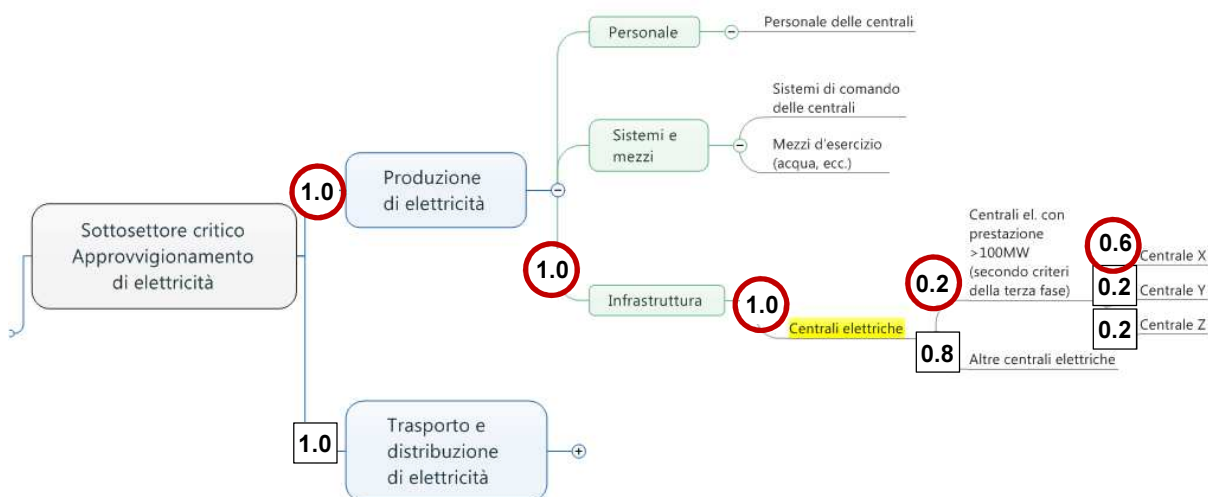 Personale
Personale delle centrali
Sistemi di comando
delle centrali
Sistemi e
mezzi
Mezzi d'esercizio
(acqua, ecc.)
1.0
Produzione
di elettricità
Sottosettore critico
Approvvigionamento
di elettricità
1.0
Infrastruttura
1.0
Centrali elettriche
0.2
Centrali el. con
prestazione
>100MW
(secondo criteri
della terza fase)
0.6
Centrale X
0.2
Centrale Y
0.2
Centrale Z
0.8
Altre centrali elettriche
1.0
Trasporto e
distribuzione
di elettricità